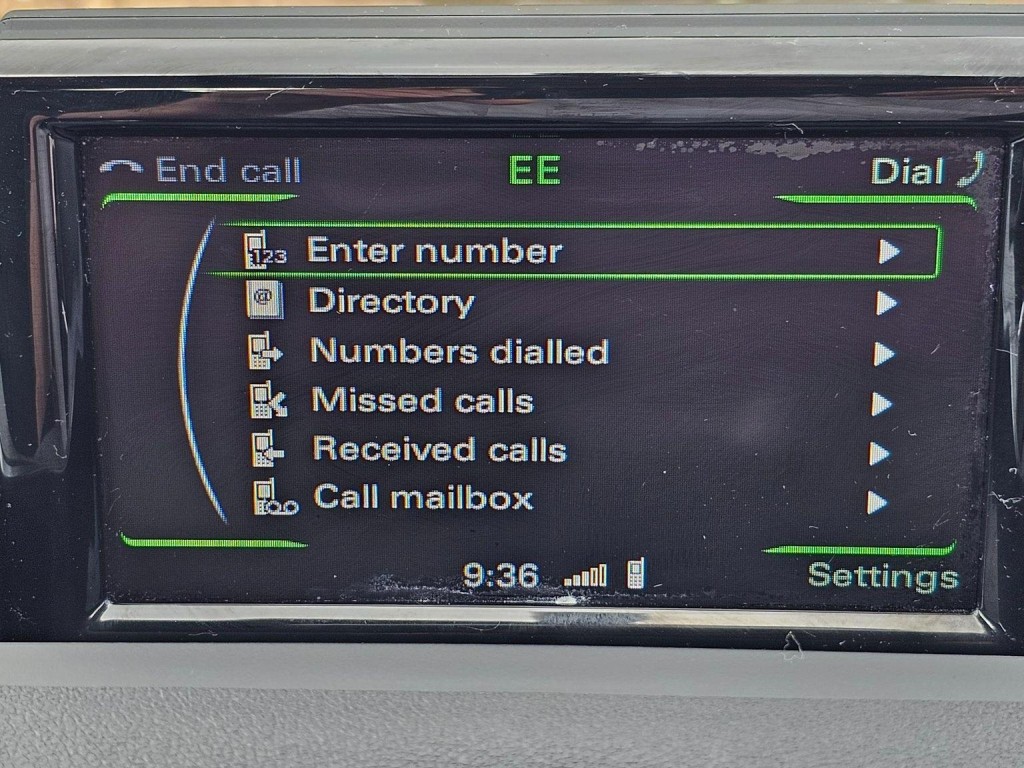 End call EE Dial
123 Enter number
@ Directory
Numbers dialled
Missed calls
Received calls
Call mailbox
9:36 Settings